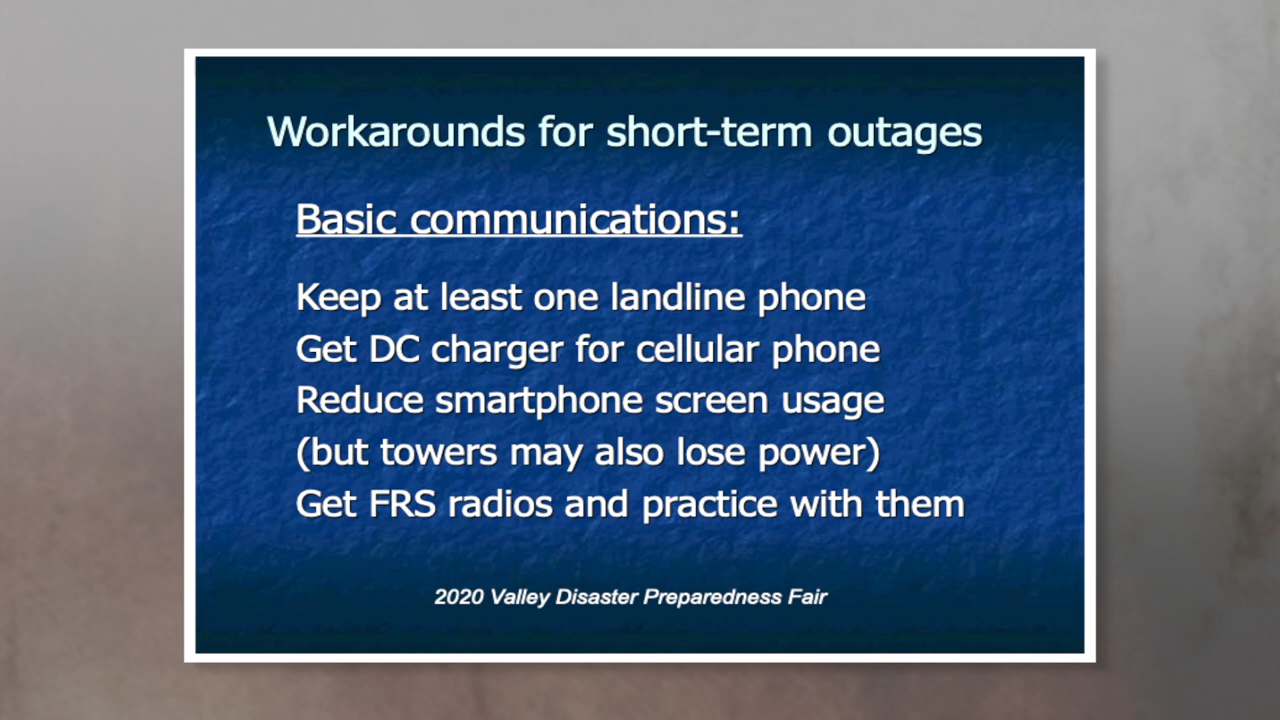 Workarounds for short-term outages
Basic communications:
Keep at least one landline phone
Get DC charger for cellular phone
Reduce smartphone screen usage
(but towers may also lose power)
Get FRS radios and practice with them
2020 Valley Disaster Preparedness Fair